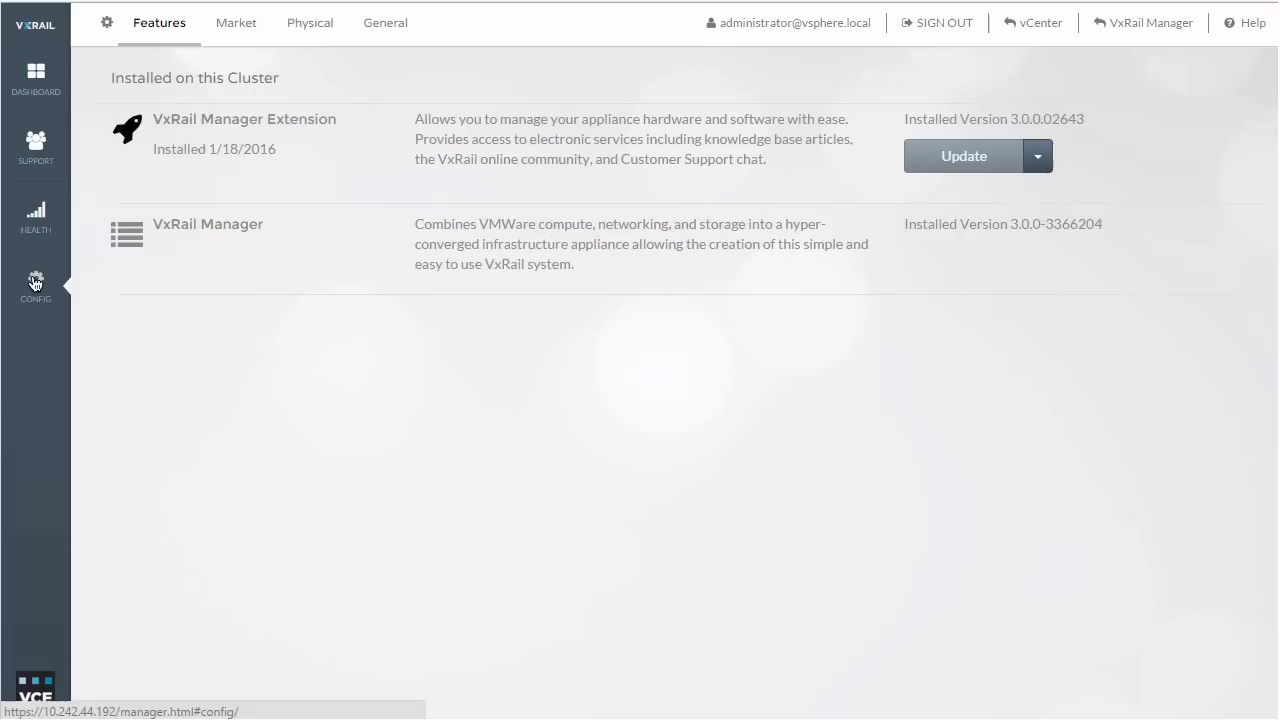 VXRAIL
Features
Market
Physical
General
administrator@vsphere.local
SIGN OUT
vCenter
VxRail Manager
Help
DASHBOARD
SUPPORT
HEALTH
CONFIG
Installed on this Cluster
VxRail Manager Extension
Installed 1/18/2016
Allows you to manage your appliance hardware and software with ease.
Provides access to electronic services including knowledge base articles,
the VxRail online community, and Customer Support chat.
Installed Version 3.0.0.02643
Update
VxRail Manager
Combines VMWare compute, networking, and storage into a hyper-
converged infrastructure appliance allowing the creation of this simple and
easy to use VxRail system.
Installed Version 3.0.0-3366204
VCE
https://10.242.44.192/manager.html#config/